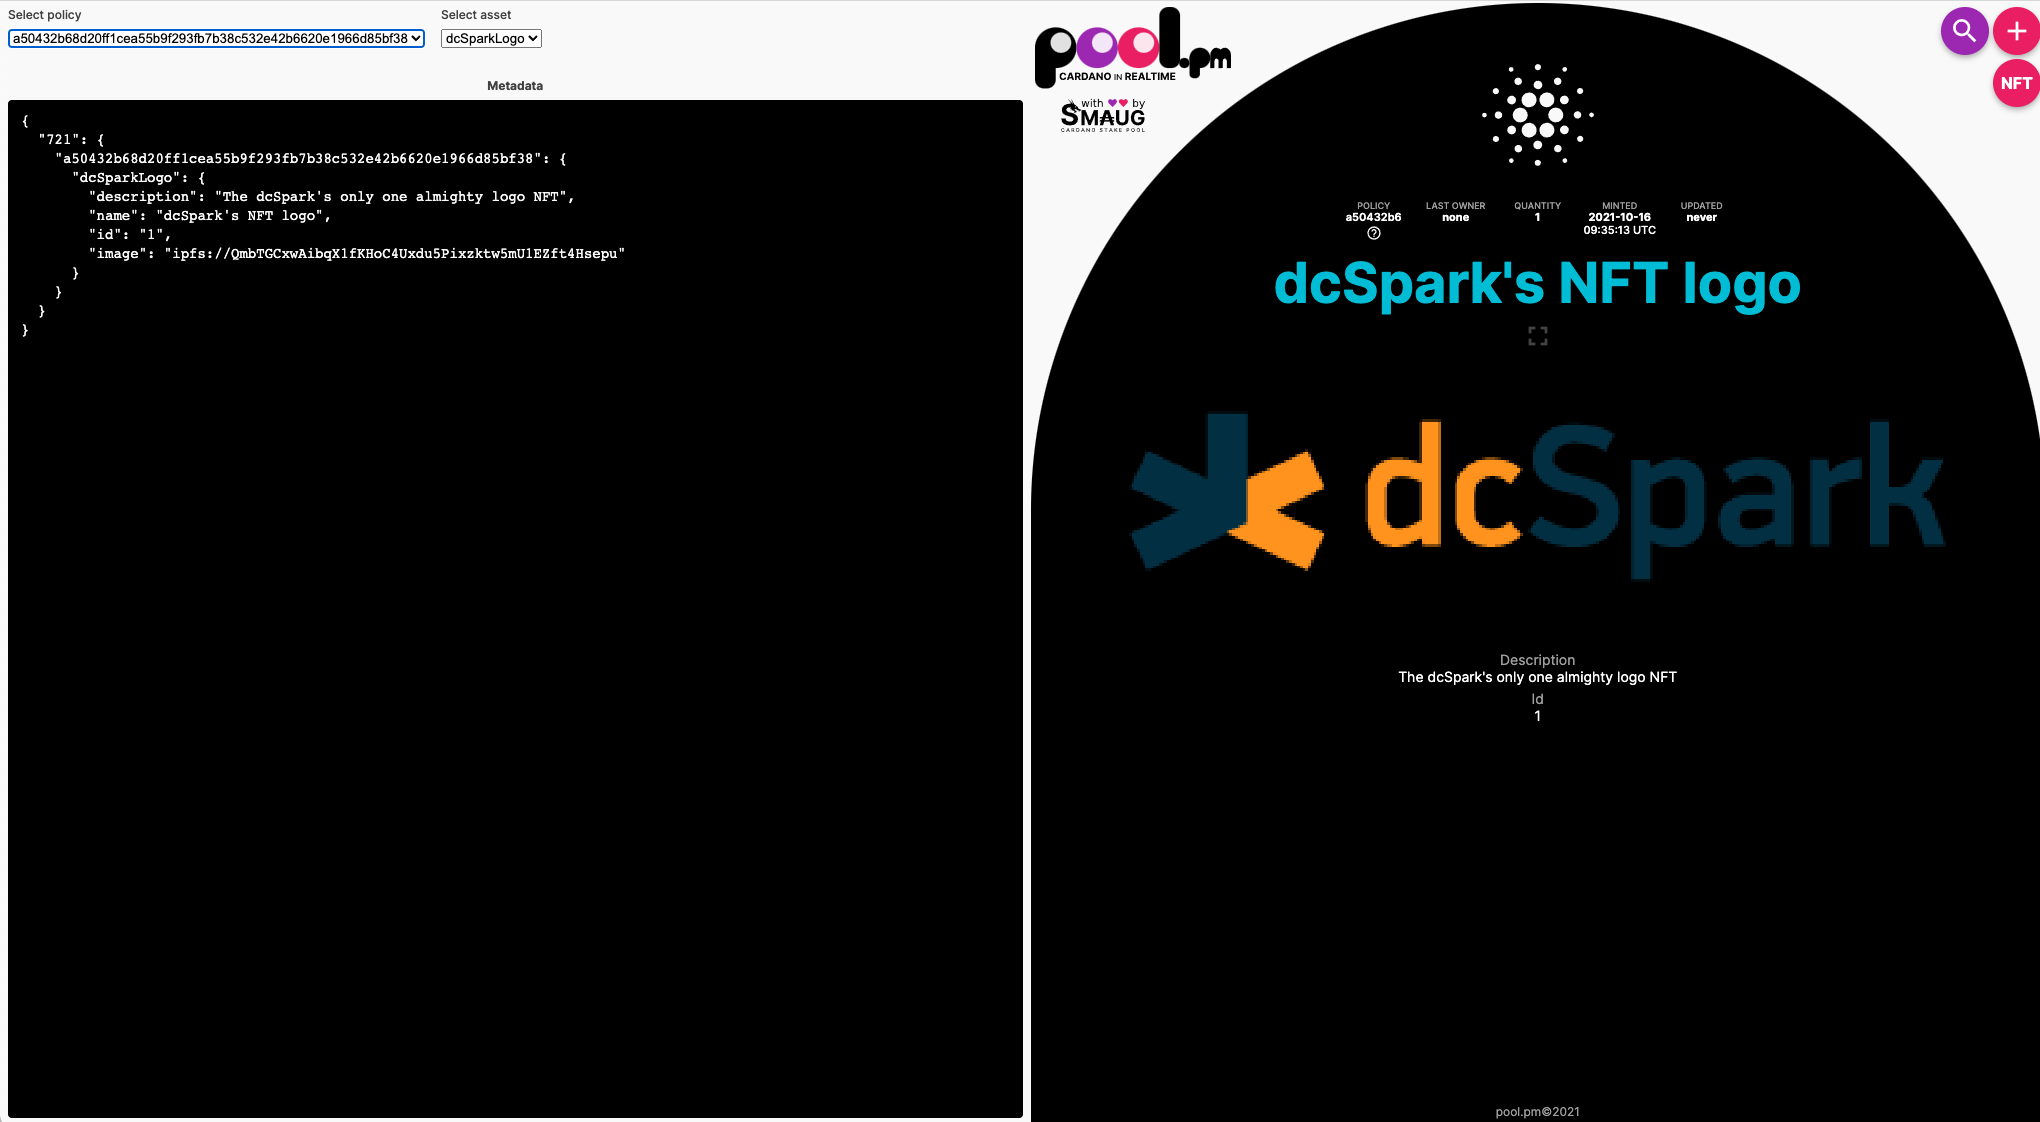 Select policy
a50432b68d20ff1cea55b9f293fb7b38c532e42b6620e1966d85bf38
Select asset
dcSparkLogo
Metadata
{
"721": {
"a50432b68d20ff1cea55b9f293fb7b38c532e42b6620e1966d85bf38": {
"dcSparkLogo": {
"description": "The dcSpark's only one almighty logo NFT",
"name": "dcSpark's NFT logo",
"id": "1",
"image": "ipfs://QmbTGCxwAibqX1fKHoC4Uxdu5Pixzktw5mU1EZft4Hsepu"
}
}
}
}
pool.pm
CARDANO IN REALTIME
with by
SMAUG
CARDANO STAKE POOL
NFT
POLICY
a50432b6
LAST OWNER
none
QUANTITY
1
MINTED
2021-10-16
09:35:13 UTC
UPDATED
never
dcSpark's NFT logo
dcSpark
Description
The dcSpark's only one almighty logo NFT
Id
1
pool.pm©2021